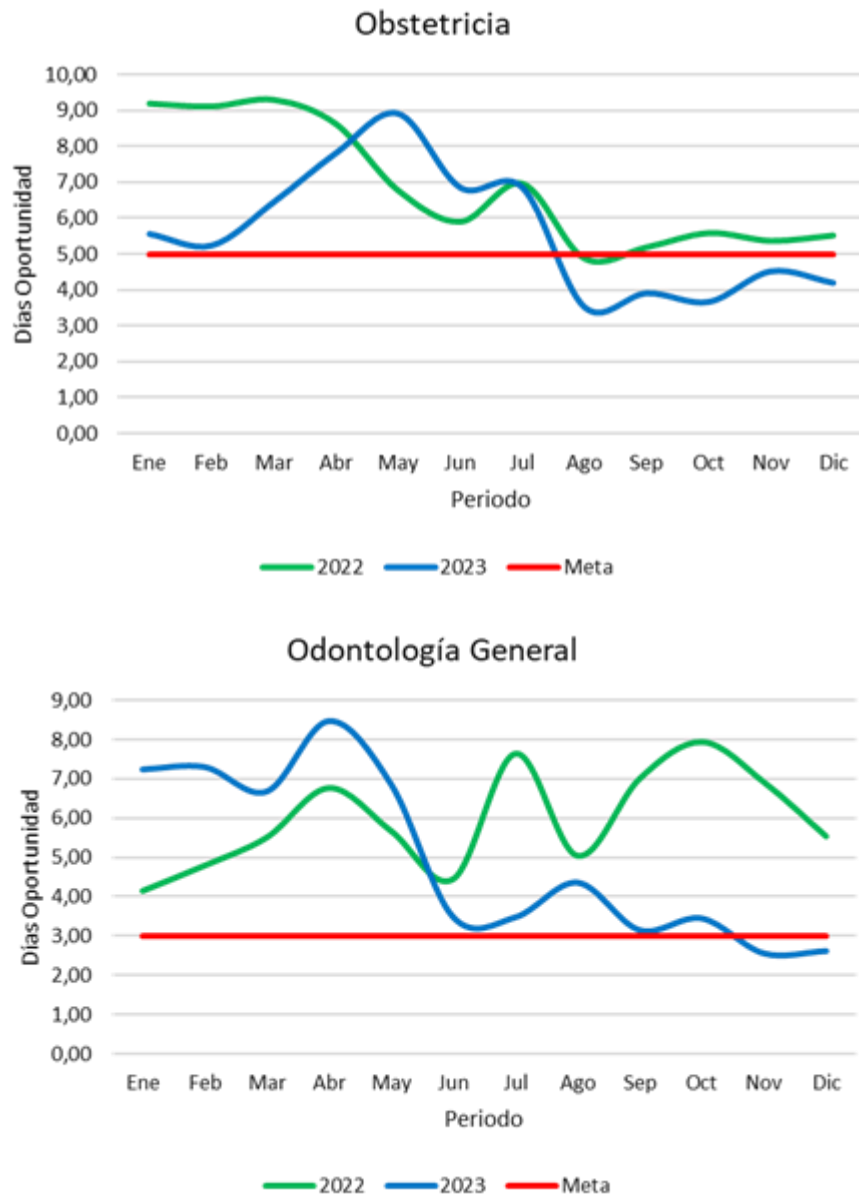 Obstetricia
10,00
9,00
8,00
7,00
6,00
5,00
4,00
3,00
2,00
1,00
0,00
Días Oportunidad
Ene Feb Mar Abr May Jun Jul Ago Sep Oct Nov Dic
Periodo
2022 2023 Meta
Odontología General
9,00
8,00
7,00
6,00
5,00
4,00
3,00
2,00
1,00
0,00
Días Oportunidad
Ene Feb Mar Abr May Jun Jul Ago Sep Oct Nov Dic
Periodo
2022 2023 Meta